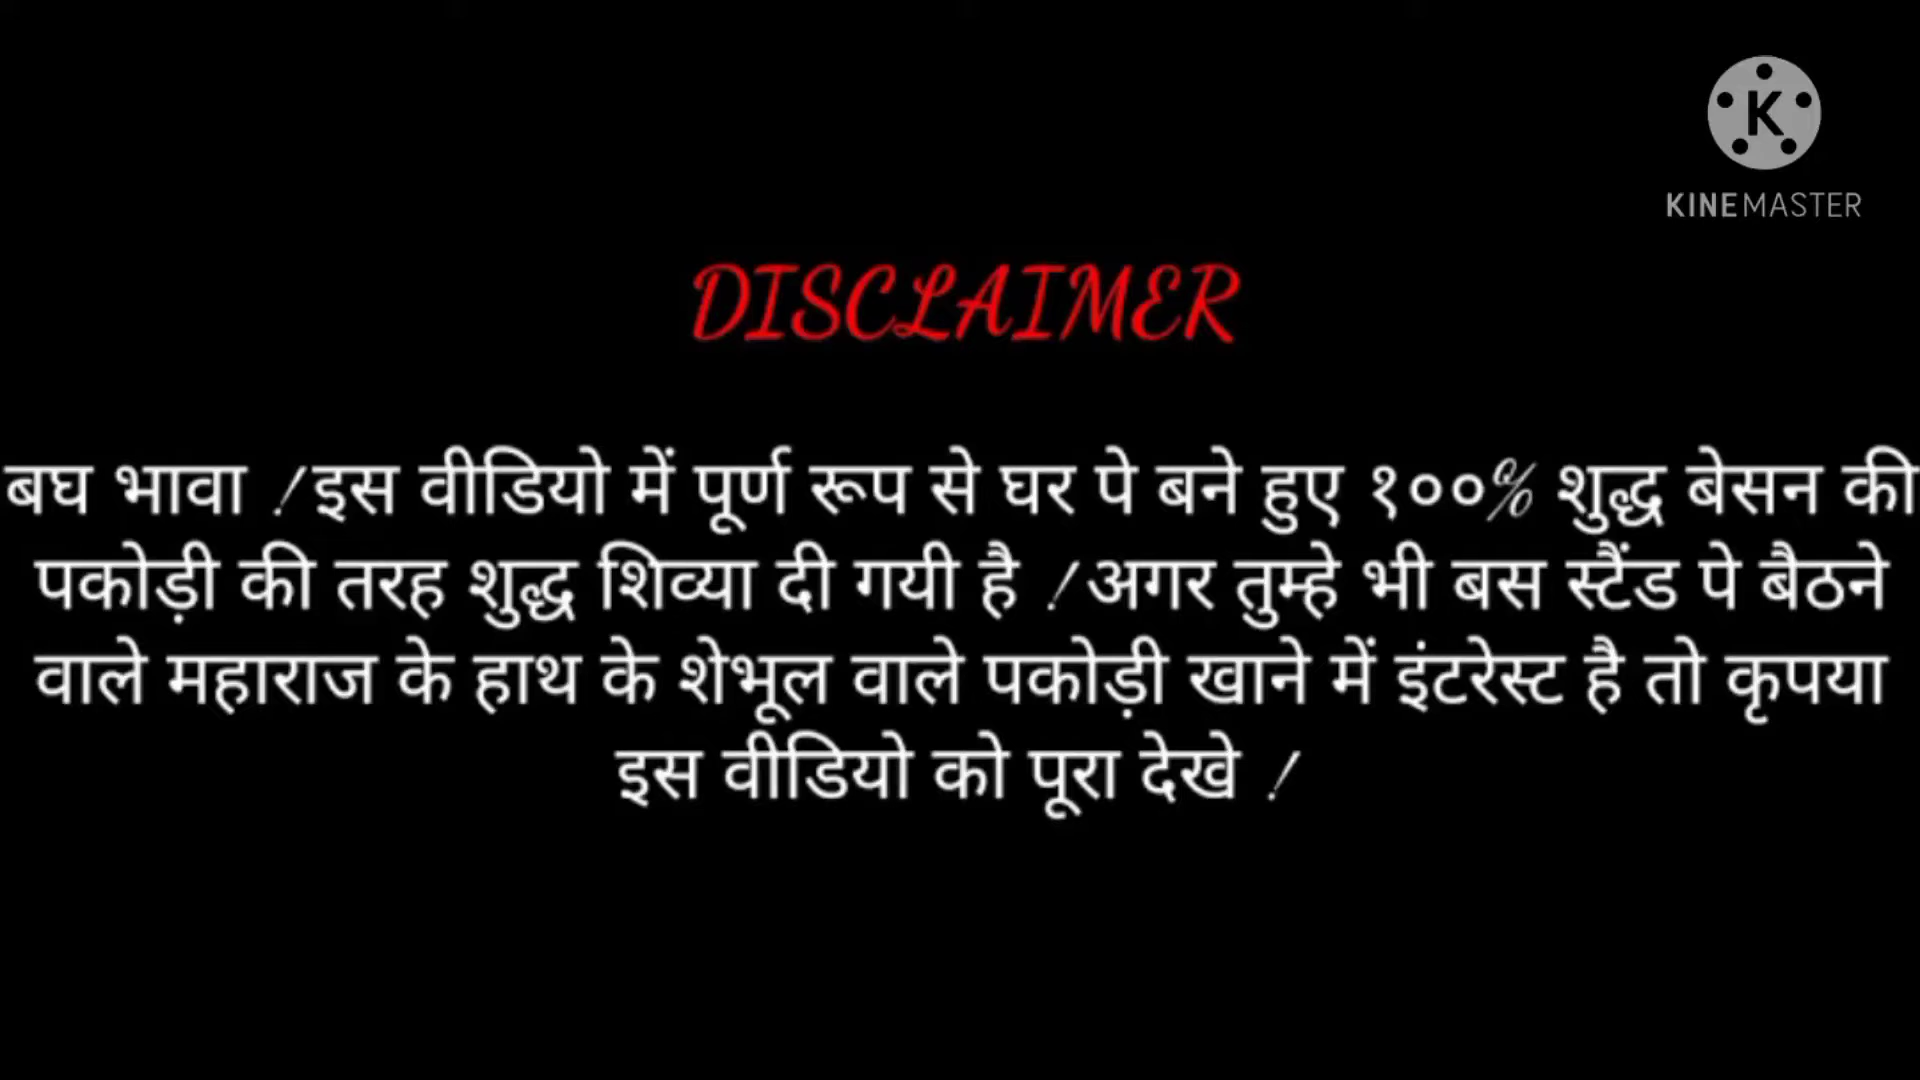 K
KINEMASTER
DISCLAIMER
बघ भावा ! इस वीडियो में पूर्ण रूप से घर पे बने हुए १००% शुद्ध बेसन की
पकोड़ी की तरह शुद्ध शिव्या दी गयी है ! अगर तुम्हे भी बस स्टैंड पे बैठने
वाले महाराज के हाथ के शेभूल वाले पकोड़ी खाने में इंटरेस्ट है तो कृपया
इस वीडियो को पूरा देखे !